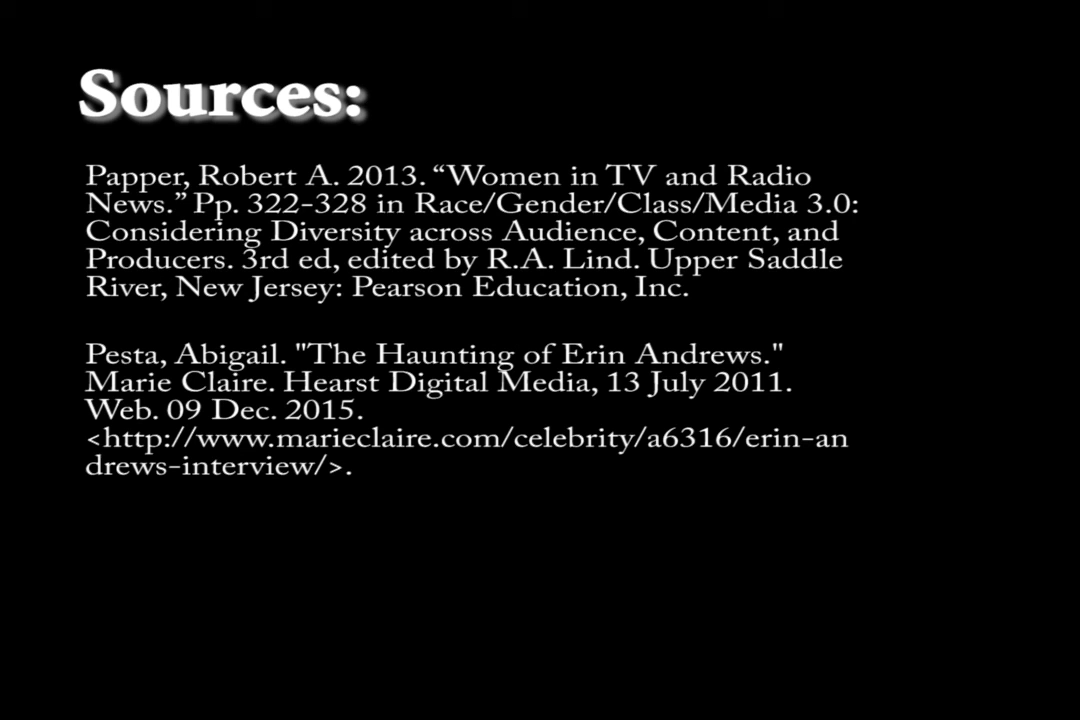 Sources:
Papper, Robert A. 2013. “Women in TV and Radio
News.” Pp. 322-328 in Race/Gender/Class/Media 3.0:
Considering Diversity across Audience, Content, and
Producers. 3rd ed, edited by R.A. Lind. Upper Saddle
River, New Jersey: Pearson Education, Inc.
Pesta, Abigail. "The Haunting of Erin Andrews."
Marie Claire. Hearst Digital Media, 13 July 2011.
Web. 09 Dec. 2015.
<http://www.marieclaire.com/celebrity/a6316/erin-an
drews-interview/>.